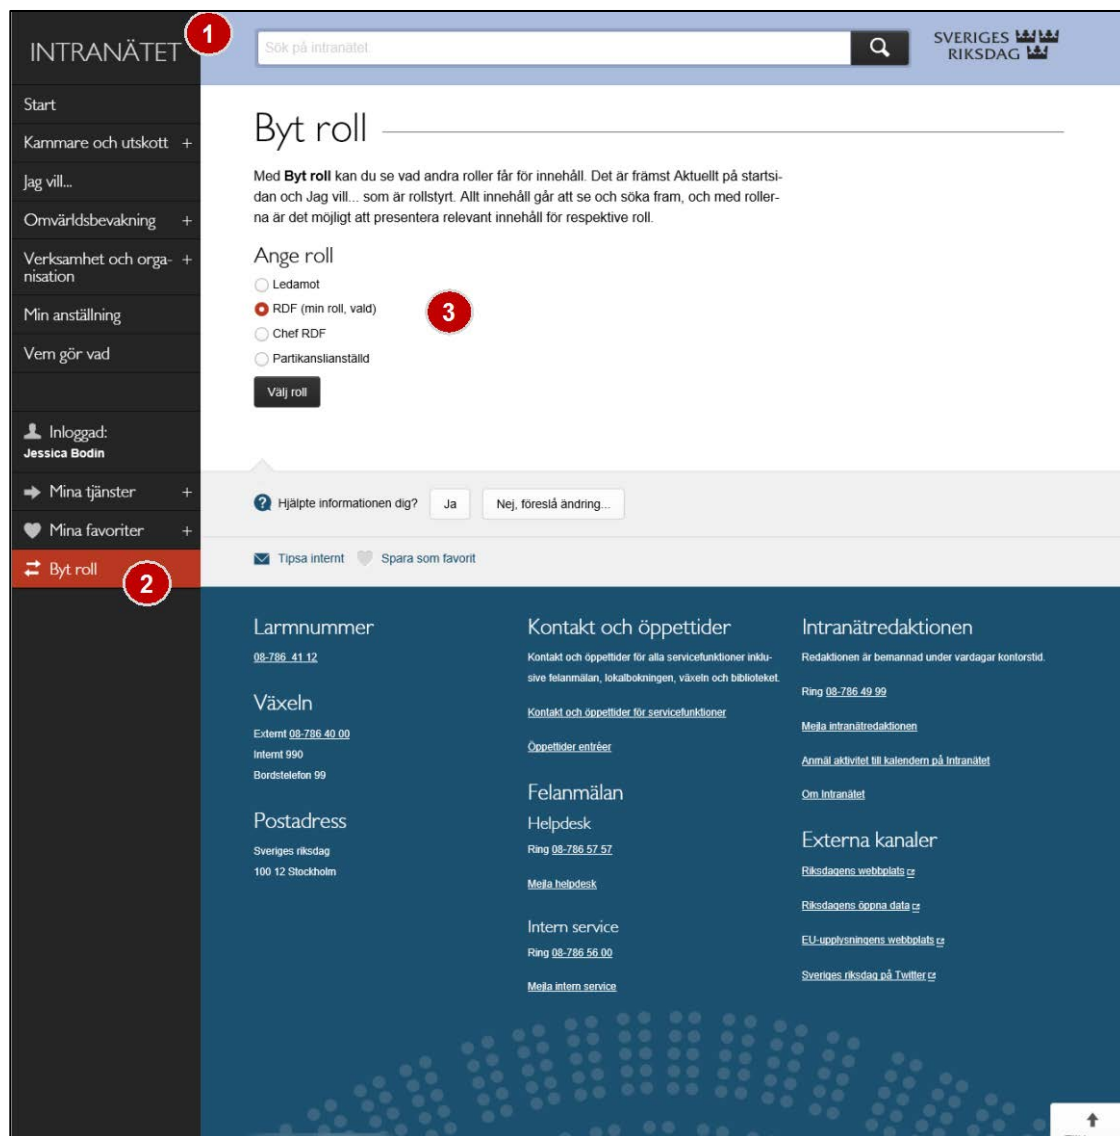 INTRANÄTET
1
Sök på intranätet
SVERIGES
RIKSDAG
Start
Kammare och utskott +
Jag vill...
Omvärldsbevakning +
Verksamhet och orga- +
nisation
Min anställning
Vem gör vad
Inloggad:
Jessica Bodin
Mina tjänster +
Mina favoriter +
Byt roll
2
Byt roll
Med Byt roll kan du se vad andra roller får för innehåll. Det är främst Aktuellt på startsi-
dan och Jag vill... som är rollstyrt. Allt innehåll går att se och söka fram, och med roller-
na är det möjligt att presentera relevant innehåll för respektive roll.
Ange roll
Ledamot
RDF (min roll, vald)
3
Chef RDF
Partikanslianställd
Välj roll
? Hjälpte informationen dig?
Ja
Nej, föreslå ändring...
Tipsa internt
Spara som favorit
Larmnummer
08-786 41 12
Växeln
Externt 08-786 40 00
Internt 990
Bordstelefon 99
Postadress
Sveriges riksdag
100 12 Stockholm
Kontakt och öppettider
Kontakt och öppettider för alla servicefunktioner inklu-
sive felanmälan, lokalbokningen, växeln och biblioteket.
Kontakt och öppettider för servicefunktioner
Öppettider entréer
Felanmälan
Helpdesk
Ring 08-786 57 57
Mejla helpdesk
Intern service
Ring 08-786 56 00
Mejla intern service
Intranätredaktionen
Redaktionen är bemannad under vardagar kontorstid.
Ring 08-786 49 99
Mejla intranätredaktionen
Anmäl aktivitet till kalendern på Intranätet
Om Intranätet
Externa kanaler
Riksdagens webbplats
Riksdagens öppna data
EU-upplysningens webbplats
Sveriges riksdag på Twitter